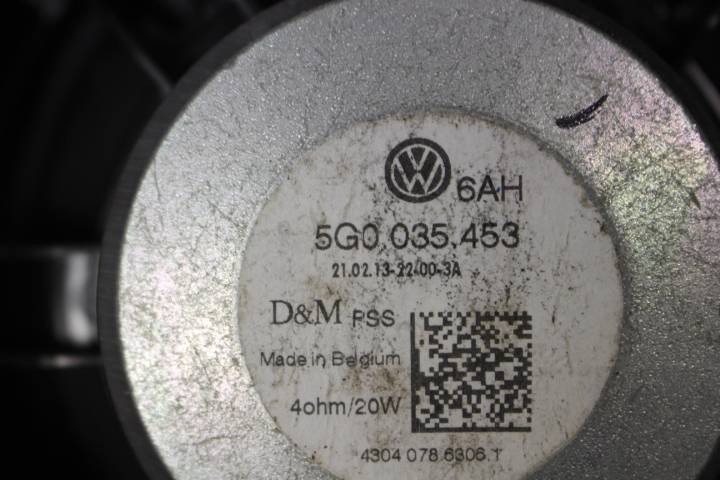 6AH
5G0.035.453
21.02.13-22-00-3A
D&M PSS
Made in Belgium
4ohm/20W
4304 078 6306.1